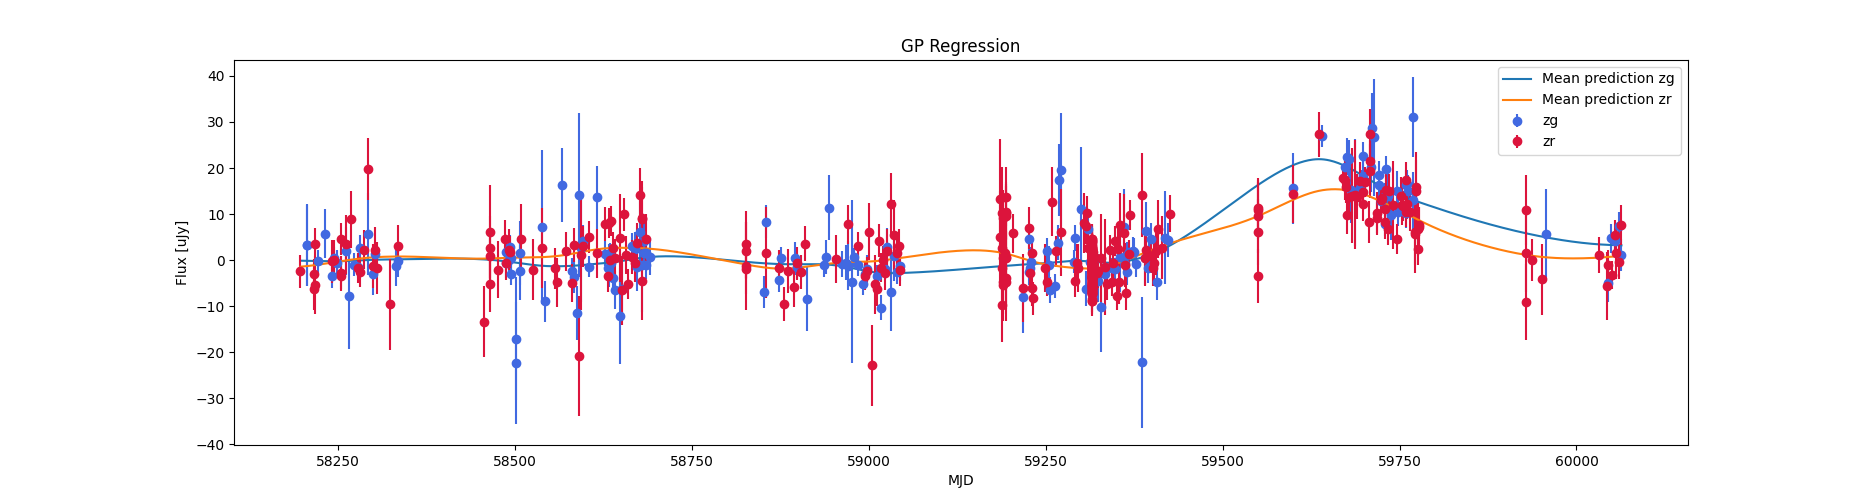 GP Regression
Flux [uJy]
40
30
20
10
0
−10
−20
−30
−40
Mean prediction zg
Mean prediction zr
zg
zr
58250
58500
58750
59000
59250
59500
59750
60000
MJD